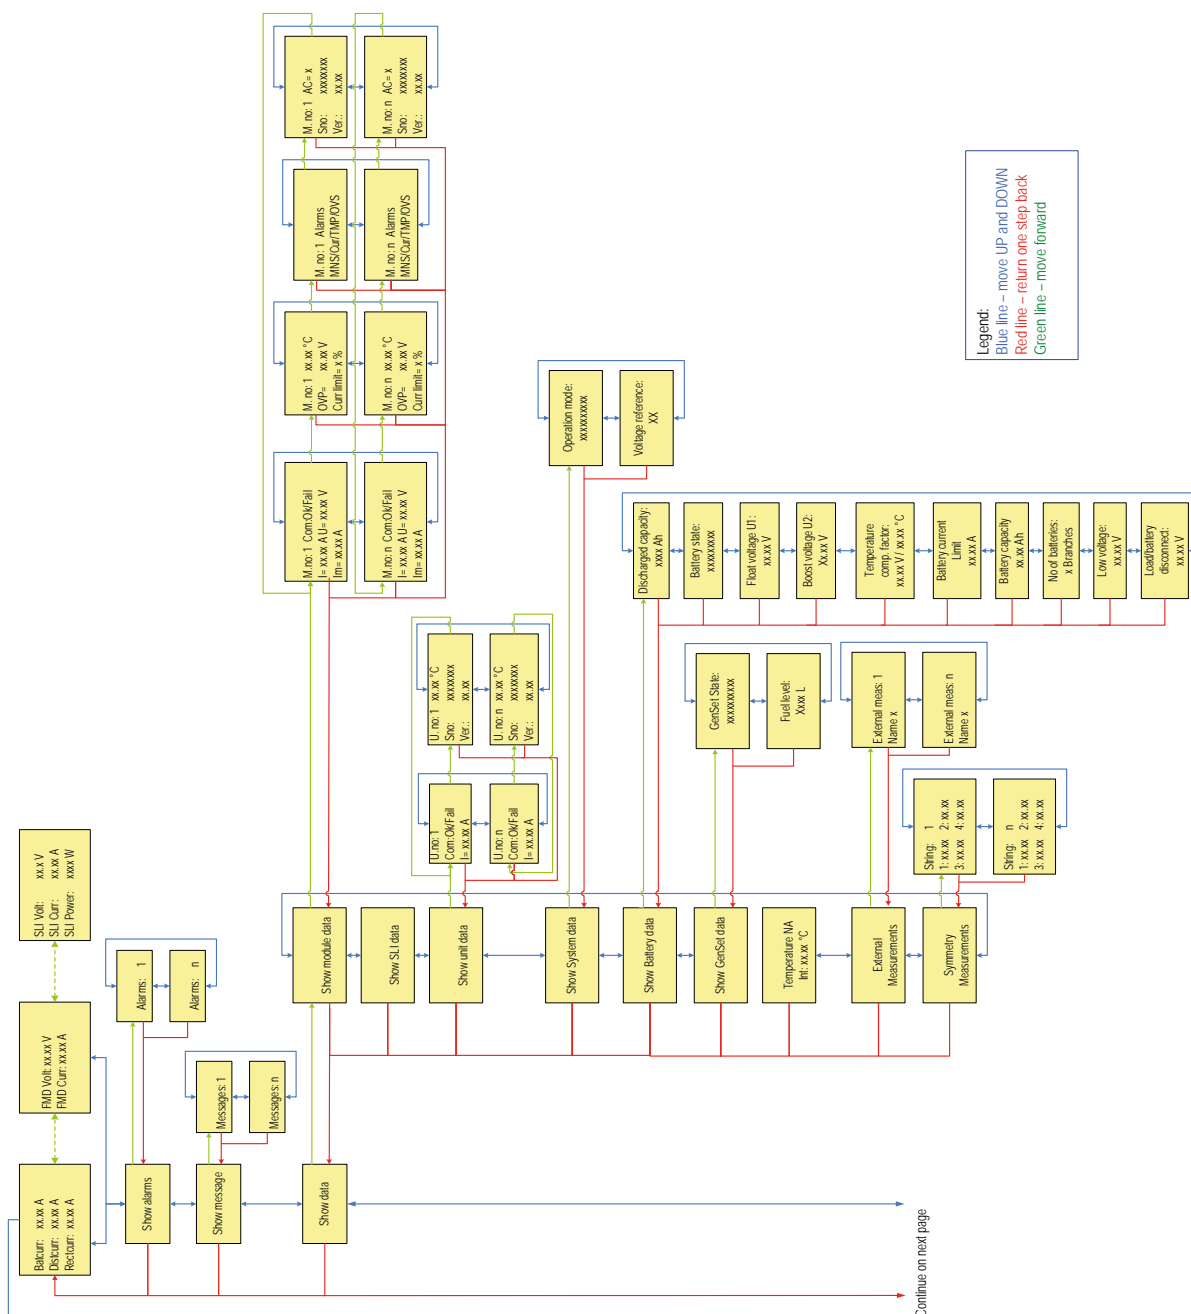 Batcurr: xx.xx A
Distcurr: xx.xx A
Rectcurr: xx.xx A
FMD Volt: xx.xx V
FMD Curr: xx.xx A
SLI Volt: xx.x V
SLI Curr: xx.xx A
SLI Power: xxxx W
Show alarms
Alarms: 1
Alarms: n
Show message
Messages: 1
Messages: n
Show data
Show module data
M.no: 1 Com:Ok/Fail
I= xx.xx A U= xx.xx V
Im= xx.xx A
M.no: n Com:Ok/Fail
I= xx.xx A U= xx.xx V
Im= xx.xx A
M. no: 1 xx.xx °C
OVP= xx.xx V
Curr limit= x %
M. no: n xx.xx °C
OVP= xx.xx V
Curr limit= x %
M. no: 1 Alarms
MNS/Cur/TMP/OVS
M. no: n Alarms
MNS/Cur/TMP/OVS
M. no: 1 AC= x
Sno: xxxxxxxx
Ver.: xx.xx
M. no: n AC= x
Sno: xxxxxxxx
Ver.: xx.xx
Show SLI data
Show unit data
U.no: 1
Com:Ok/Fail
I= xx.xx A
U.no: n
Com:Ok/Fail
I= xx.xx A
U. no: 1 xx.xx °C
Sno: xxxxxxxx
Ver.: xx.xx
U. no: n xx.xx °C
Sno: xxxxxxxx
Ver.: xx.xx
Show System data
Operation mode:
xxxxxxxxxx
Voltage reference:
XX
Show Battery data
Discharged capacity:
xxxx Ah
Battery state:
xxxxxxxx
Float voltage U1:
xx.xx V
Boost voltage U2:
Xx.xx V
Temperature
comp. factor:
xx.xx V / xx.xx °C
Battery current
Limit
xx.xx A
Battery capacity
xx.xx Ah
No of batteries:
x Branches
Low voltage:
xx.xx V
Load/battery
disconnect:
xx.xx V
Show GenSet data
GenSet State:
xxxxxxxxxx
Fuel level:
Xxxx L
Temperature NA
Int: xx.xx °C
External
Measurements
External meas: 1
Name x
External meas: n
Name x
Symmetry
Measurements
String: 1
1: xx.xx 2: xx.xx
3: xx.xx 4: xx.xx
String: n
1: xx.xx 2: xx.xx
3: xx.xx 4: xx.xx
Legend:
Blue line – move UP and DOWN
Red line – return one step back
Green line – move forward
Continue on next page